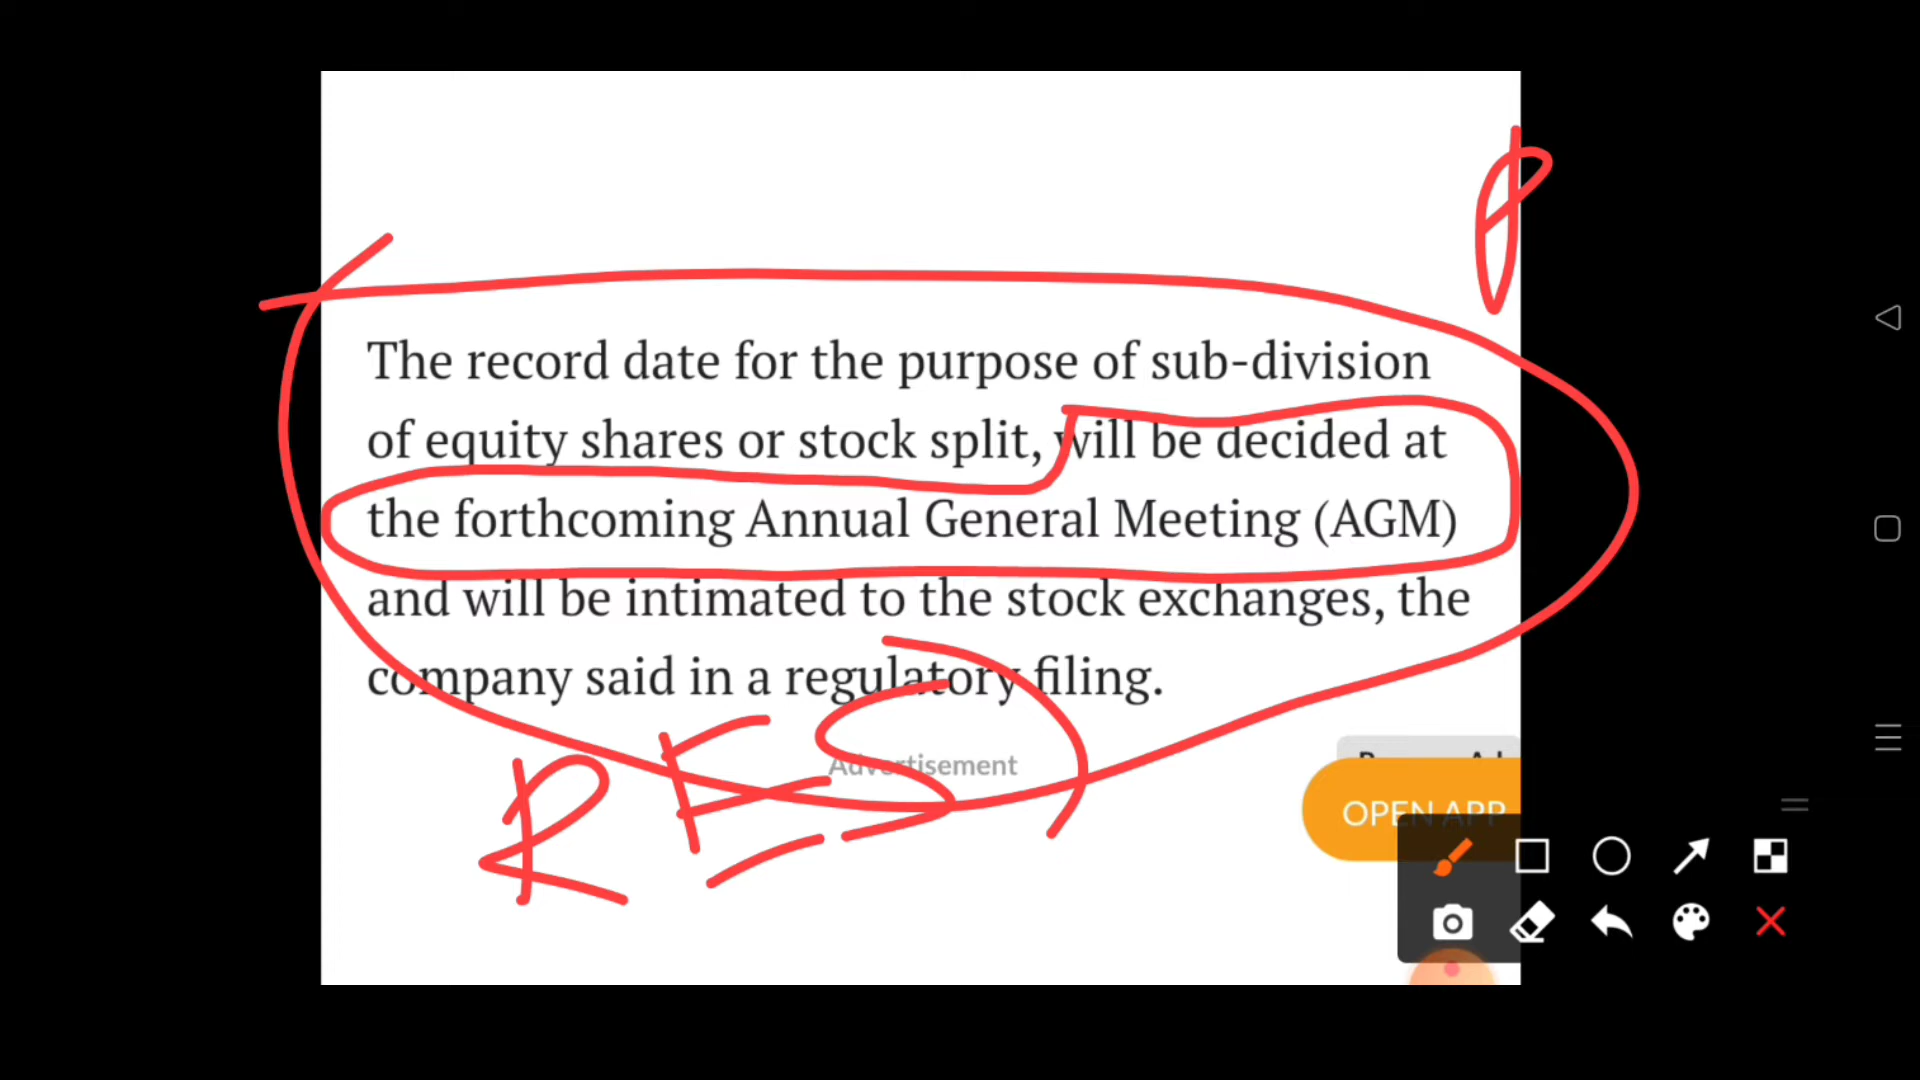 The record date for the purpose of sub-division
of equity shares or stock split, will be decided at
the forthcoming Annual General Meeting (AGM)
and will be intimated to the stock exchanges, the
company said in a regulatory filing.
Advertisement
OPEN APP
RES